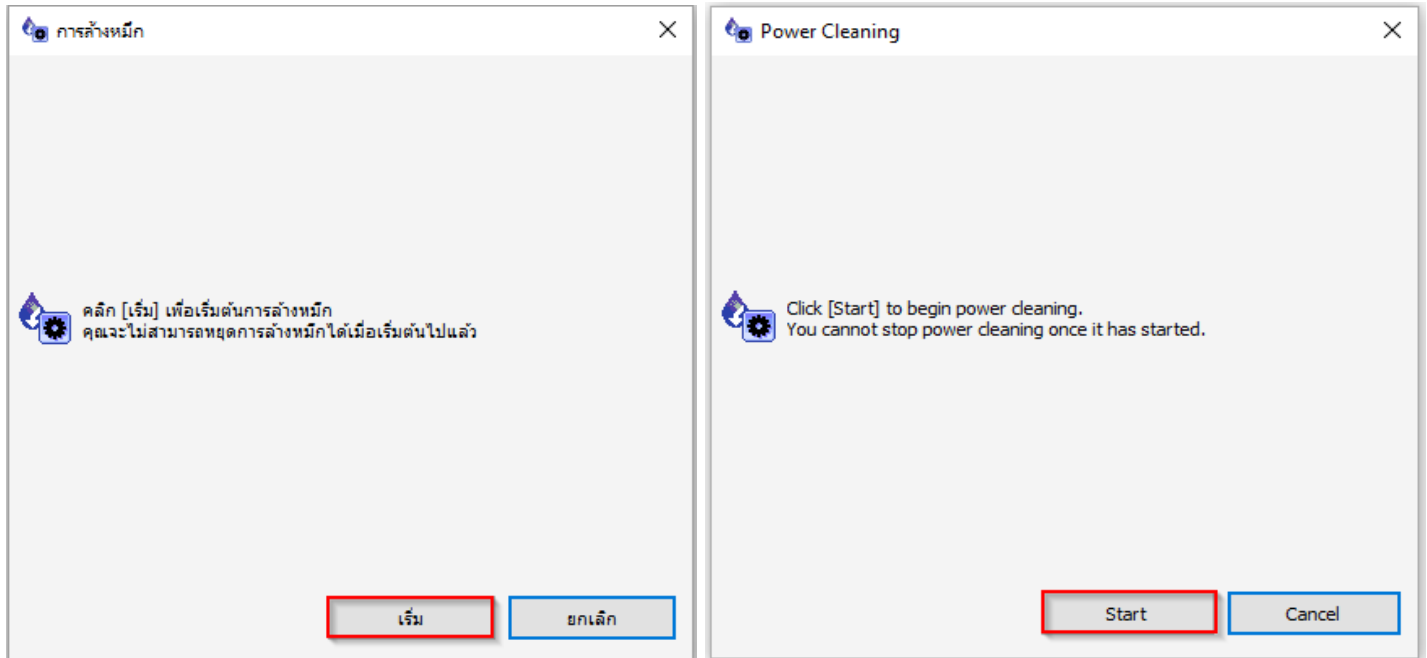 การล้างหมึก
คลิก [เริ่ม] เพื่อเริ่มต้นการล้างหมึก
คุณจะไม่สามารถหยุดการล้างหมึกได้เมื่อเริ่มต้นไปแล้ว
เริ่ม
ยกเลิก
Power Cleaning
Click [Start] to begin power cleaning.
You cannot stop power cleaning once it has started.
Start
Cancel